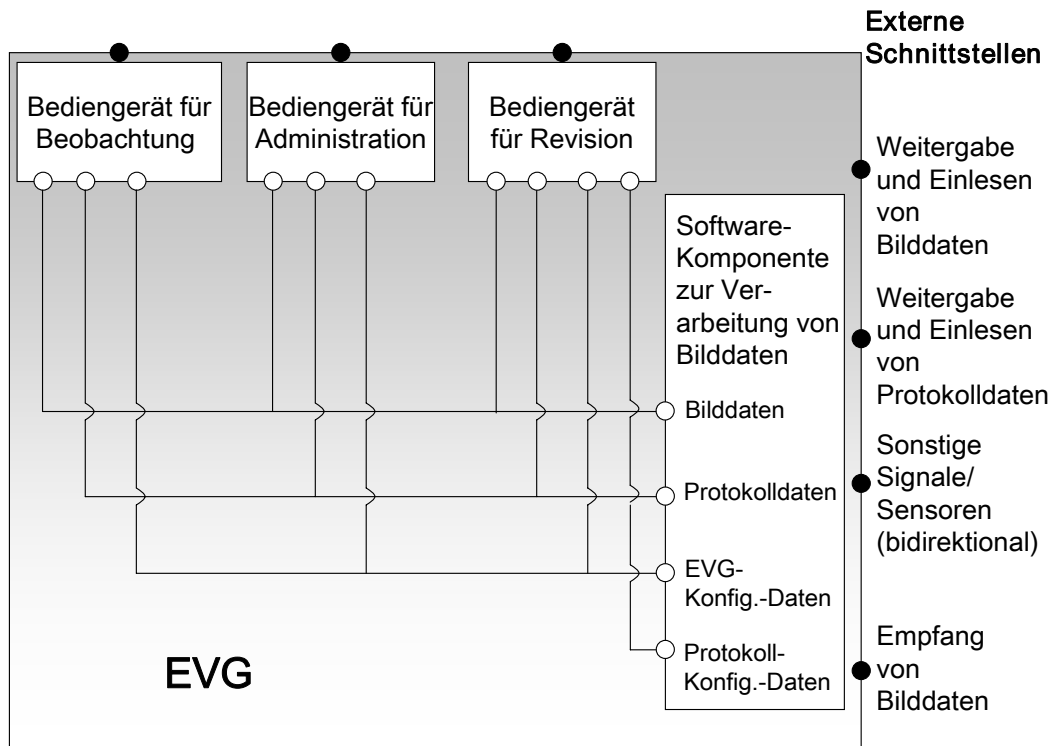 Externe
Schnittstellen
Bediengerät für
Beobachtung
Bediengerät für
Administration
Bediengerät
für Revision
Weitergabe
und Einlesen
von
Bilddaten
Software-
Komponente
zur Ver-
arbeitung von
Bilddaten
Weitergabe
und Einlesen
von
Protokolldaten
Bilddaten
Sonstige
Signale/
Sensoren
(bidirektional)
Protokolldaten
EVG-
Konfig.-Daten
Empfang
von
Bilddaten
Protokoll-
Konfig.-Daten
EVG